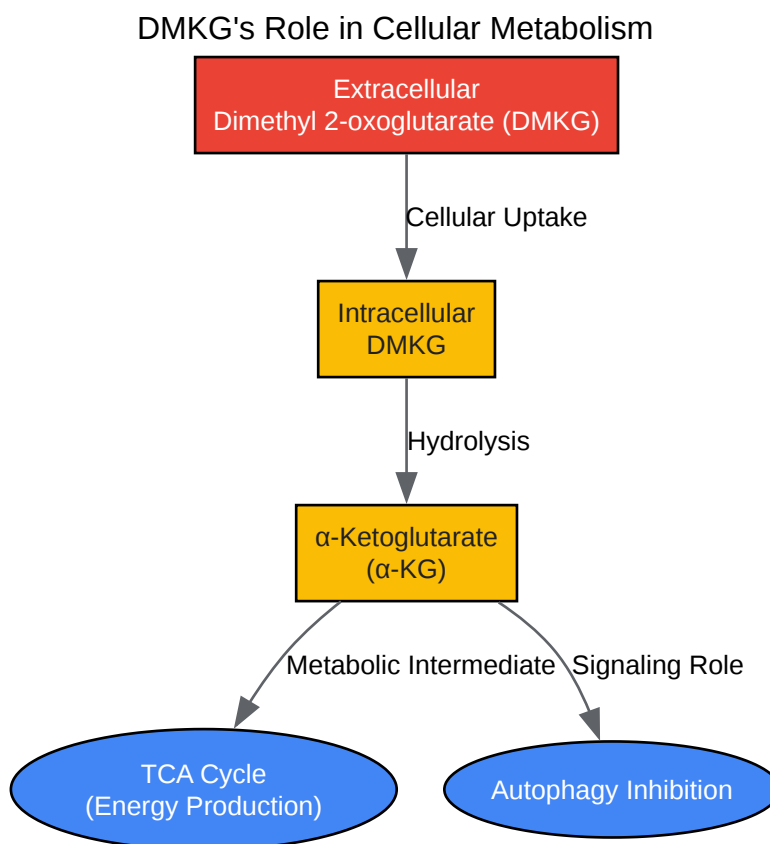 DMKG's Role in Cellular Metabolism
Extracellular
Dimethyl 2-oxoglutarate (DMKG)
Cellular Uptake
Intracellular
DMKG
Hydrolysis
α-Ketoglutarate
(α-KG)
Metabolic Intermediate
Signaling Role
TCA Cycle
(Energy Production)
Autophagy Inhibition